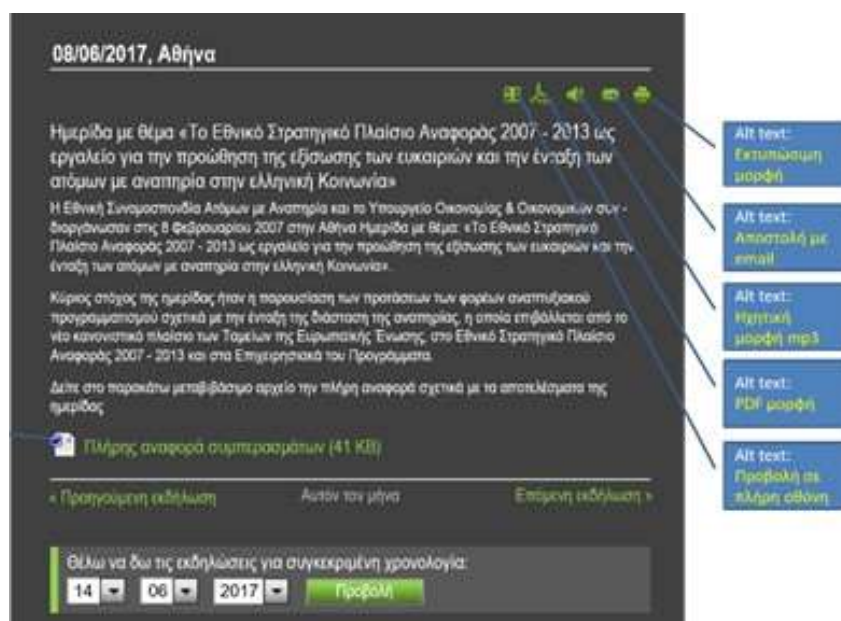 08/06/2017, Αθήνα
Ημερίδα με θέμα «Το Εθνικό Στρατηγικό Πλαίσιο Αναφοράς 2007 - 2013 ως
εργαλείο για την προώθηση της εξίσωσης των ευκαιριών και την ένταξη των
ατόμων με αναπηρία στην ελληνική Κοινωνία»
Η Εθνική Συνομοσπονδία Ατόμων με Αναπηρία και το Υπουργείο Οικονομίας & Οικονομικών συν -
διοργάνωσαν στις 8 Φεβρουαρίου 2007 στην Αθήνα Ημερίδα με θέμα: «Το Εθνικό Στρατηγικό
Πλαίσιο Αναφοράς 2007 - 2013 ως εργαλείο για την προώθηση της εξίσωσης των ευκαιριών και την
ένταξη των ατόμων με αναπηρία στην ελληνική Κοινωνία».
Κύριος στόχος της ημερίδας ήταν η παρουσίαση των προτάσεων των φορέων αναπτυξιακού
προγραμματισμού σχετικά με την ένταξη της διάσταση της αναπηρίας, η οποία επιβάλλεται από το
νέο κανονιστικό πλαίσιο των Ταμείων της Ευρωπαϊκής Ένωσης, στο Εθνικό Στρατηγικό Πλαίσιο
Αναφοράς 2007 - 2013 και στα Επιχειρησιακά του Προγράμματα.
Δείτε στο παρακάτω μεταβιβάσιμο αρχείο την πλήρη αναφορά σχετικά με τα αποτελέσματα της
ημερίδας
Πλήρης αναφορά συμπερασμάτων (41 KB)
« Προηγούμενη εκδήλωση Αυτόν τον μήνα Επόμενη εκδήλωση »
Θέλω να δω τις εκδηλώσεις για συγκεκριμένη χρονολογία:
14 06 2017 Προβολή
Alt text:
Εκτυπώσιμη
μορφή
Alt text:
Αποστολή με
email
Alt text:
Ηχητική
μορφή mp3
Alt text:
PDF μορφή
Alt text:
Προβολή σε
πλήρη οθόνη